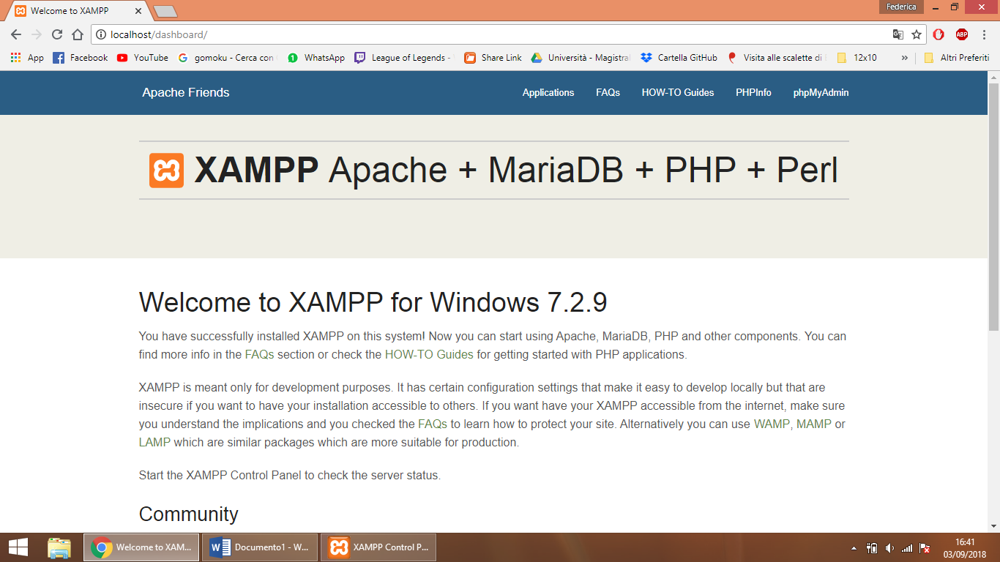 Welcome to XAMPP
Federica
localhost/dashboard/
ABP
App Facebook YouTube gomoku - Cerca con 1 WhatsApp League of Legends - Share Link Università - Magistral Cartella GitHub Visita alle scalette di 12x10 » Altri Preferiti
Apache Friends Applications FAQs HOW-TO Guides PHPInfo phpMyAdmin
XAMPP Apache + MariaDB + PHP + Perl
Welcome to XAMPP for Windows 7.2.9
You have successfully installed XAMPP on this system! Now you can start using Apache, MariaDB, PHP and other components. You can
find more info in the FAQs section or check the HOW-TO Guides for getting started with PHP applications.
XAMPP is meant only for development purposes. It has certain configuration settings that make it easy to develop locally but that are
insecure if you want to have your installation accessible to others. If you want have your XAMPP accessible from the internet, make sure
you understand the implications and you checked the FAQs to learn how to protect your site. Alternatively you can use WAMP, MAMP or
LAMP which are similar packages which are more suitable for production.
Start the XAMPP Control Panel to check the server status.
Community
Welcome to XAM... Documento1 - W... XAMPP Control P...
16:41
03/09/2018